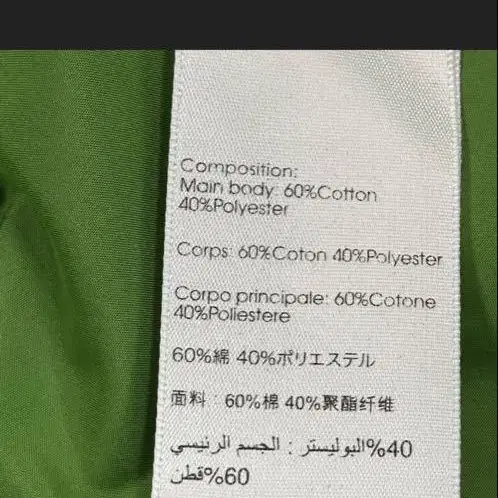 Composition:
Main body: 60%Cotton
40%Polyester
Corps: 60%Coton 40%Polyester
Corpo principale: 60%Cotone
40%Poliestere
60%綿 40%ポリエステル
面料：60%棉 40%聚酯纤维
40%البوليستر : الجسم الرئيسي
60%قطن